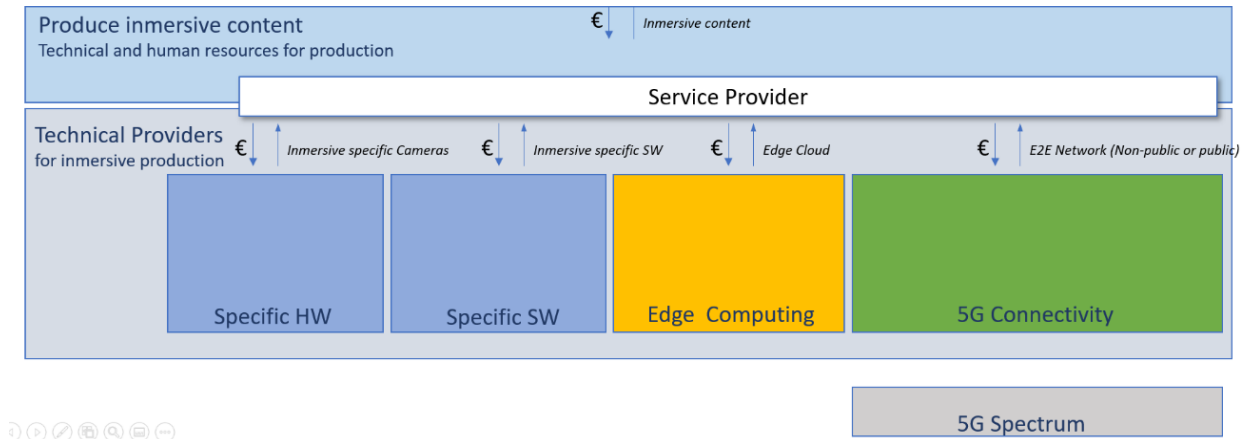 Produce inmersive content
Technical and human resources for production
€ Inmersive content
Service Provider
Technical Providers
for inmersive production
€ Inmersive specific Cameras
€ Inmersive specific SW
€ Edge Cloud
€ E2E Network (Non-public or public)
Specific HW
Specific SW
Edge Computing
5G Connectivity
5G Spectrum